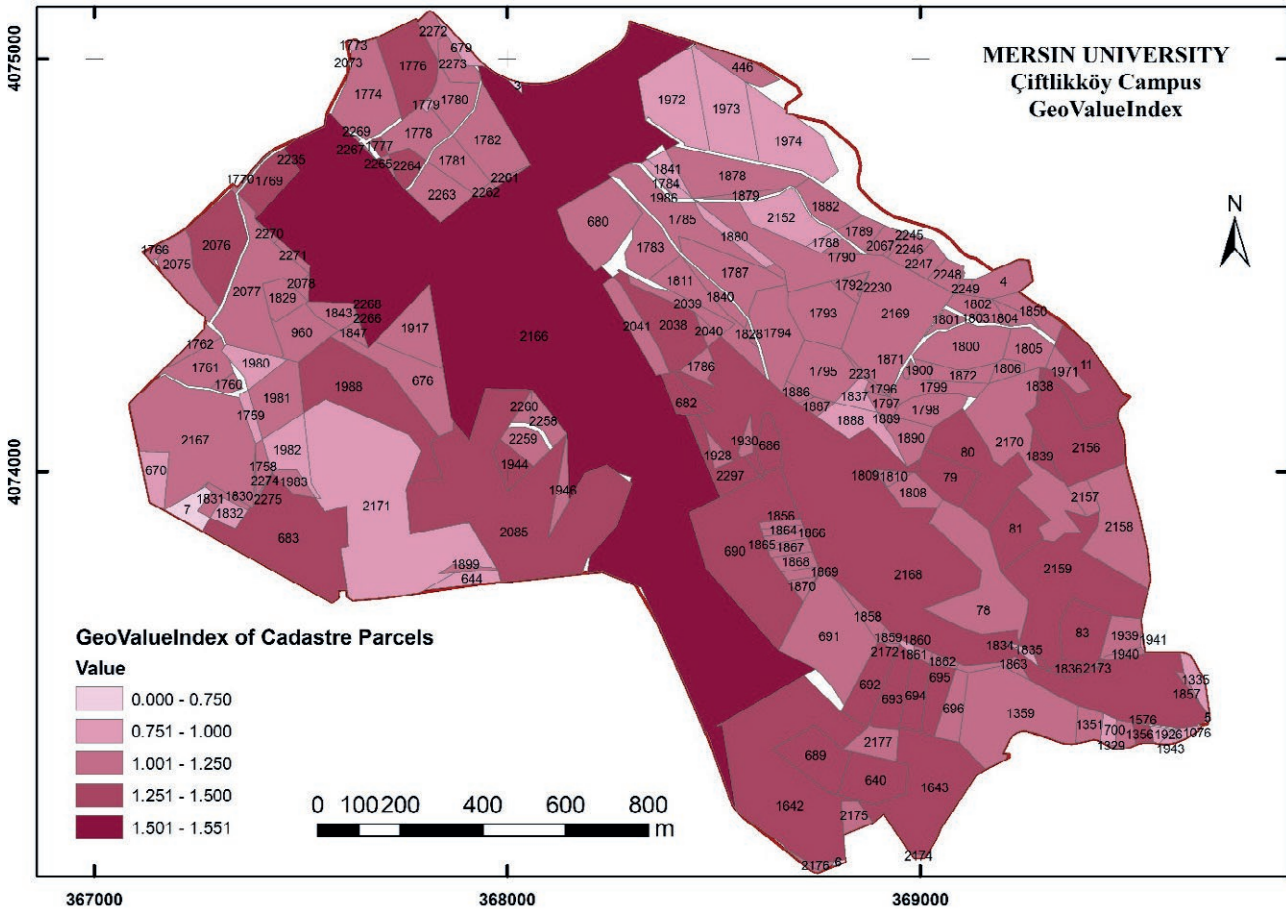 MERSIN UNIVERSITY
Çiftlikköy Campus
GeoValueIndex
N
4075000
4074000
367000 368000 369000
GeoValueIndex of Cadastre Parcels
Value
0.000 - 0.750
0.751 - 1.000
1.001 - 1.250
1.251 - 1.500
1.501 - 1.551
0 100 200 400 600 800
m
2272
1773 679
2073 1776 2273 446
3
1774 1779 1780 1972 1973
2269 1778 1782 1974
2267 1777
2235 2265 2264 1781 1841
1770 1769 2261 1784 1878
2263 2262 1986 1879
680 1785 2152 1882
2270 1880 1789 2245
1766 2076 1788 2067 2246
2075 2271 1783 1790 2247
2078 1811 1787 2248
2077 1829 1792 2230 2249 4
1843 2268 2039 1840 1802 1850
2266 1793 2169 1801 1803 1804
960 1847 1917 2041 2038 2040 1828 1794
1762 2166 1800 1805
1761 1980 1786 1795 1871
1760 676 2231 1900 1872 1806 1971 11
1988 1796 1799 1838
1981 682 1886 1837 1797
1759 2260 1887 1798
2258 1888 1889
2167 2259 1930 686 1890 2170 2156
1982 1928 80 1839
670 1758 1944 2297 1809 1810 79
2274 1983 1946 1808 2157
1831 1830 2275
7 1832 2171 1856 81 2158
683 2085 1864 1866
690 1865 1867
1899 1868 1869 2168 2159
644 1870
78
691 1858 83
1859 1860 1834 1939 1941
2172 1861 1835 1940
1862 1863 1836 2173
692 695 1335
693 694 696 1359 1857
1351 1576 5
700 1356 1926 1076
689 2177 1329 1943
640
1642 1643
2175
2176 6 2174